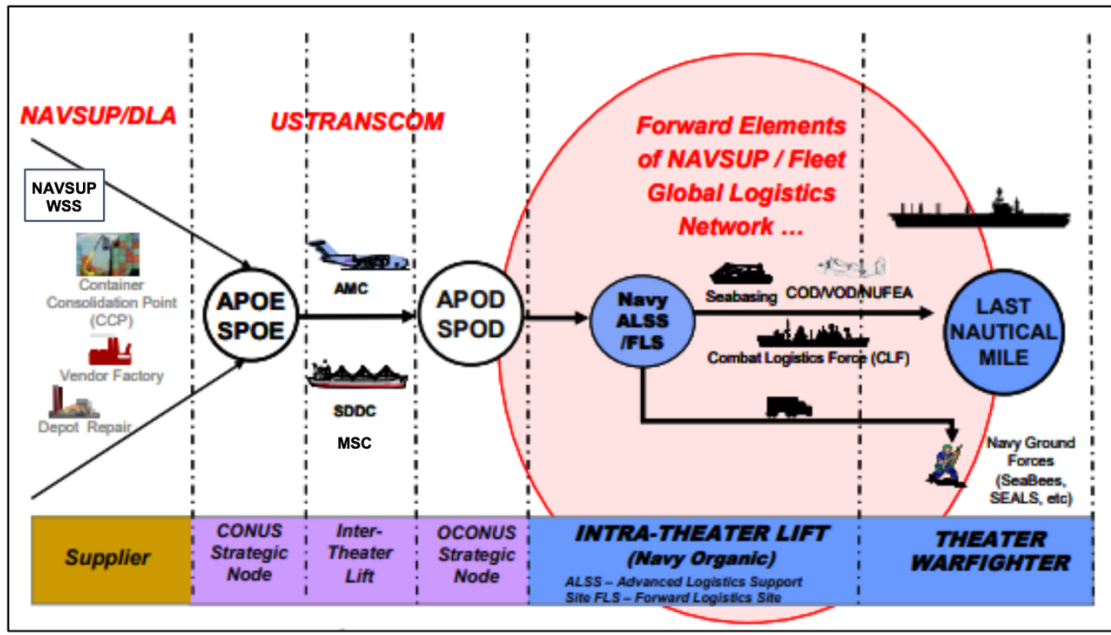 NAVSUP/DLA
USTRANSCOM
Forward Elements
of NAVSUP / Fleet
Global Logistics
Network ...
NAVSUP
WSS
Container
Consolidation Point
(CCP)
Vendor Factory
Depot Repair
APOE
SPOE
AMC
SDDC
MSC
APOD
SPOD
Navy
ALSS
/FLS
Seabasing
COD/VOD/NUFEA
Combat Logistics Force (CLF)
LAST
NAUTICAL
MILE
Navy Ground
Forces
(SeaBees,
SEALS, etc)
Supplier
CONUS
Strategic
Node
Inter-
Theater
Lift
OCONUS
Strategic
Node
INTRA-THEATER LIFT
(Navy Organic)
ALSS – Advanced Logistics Support
Site FLS – Forward Logistics Site
THEATER
WARFIGHTER